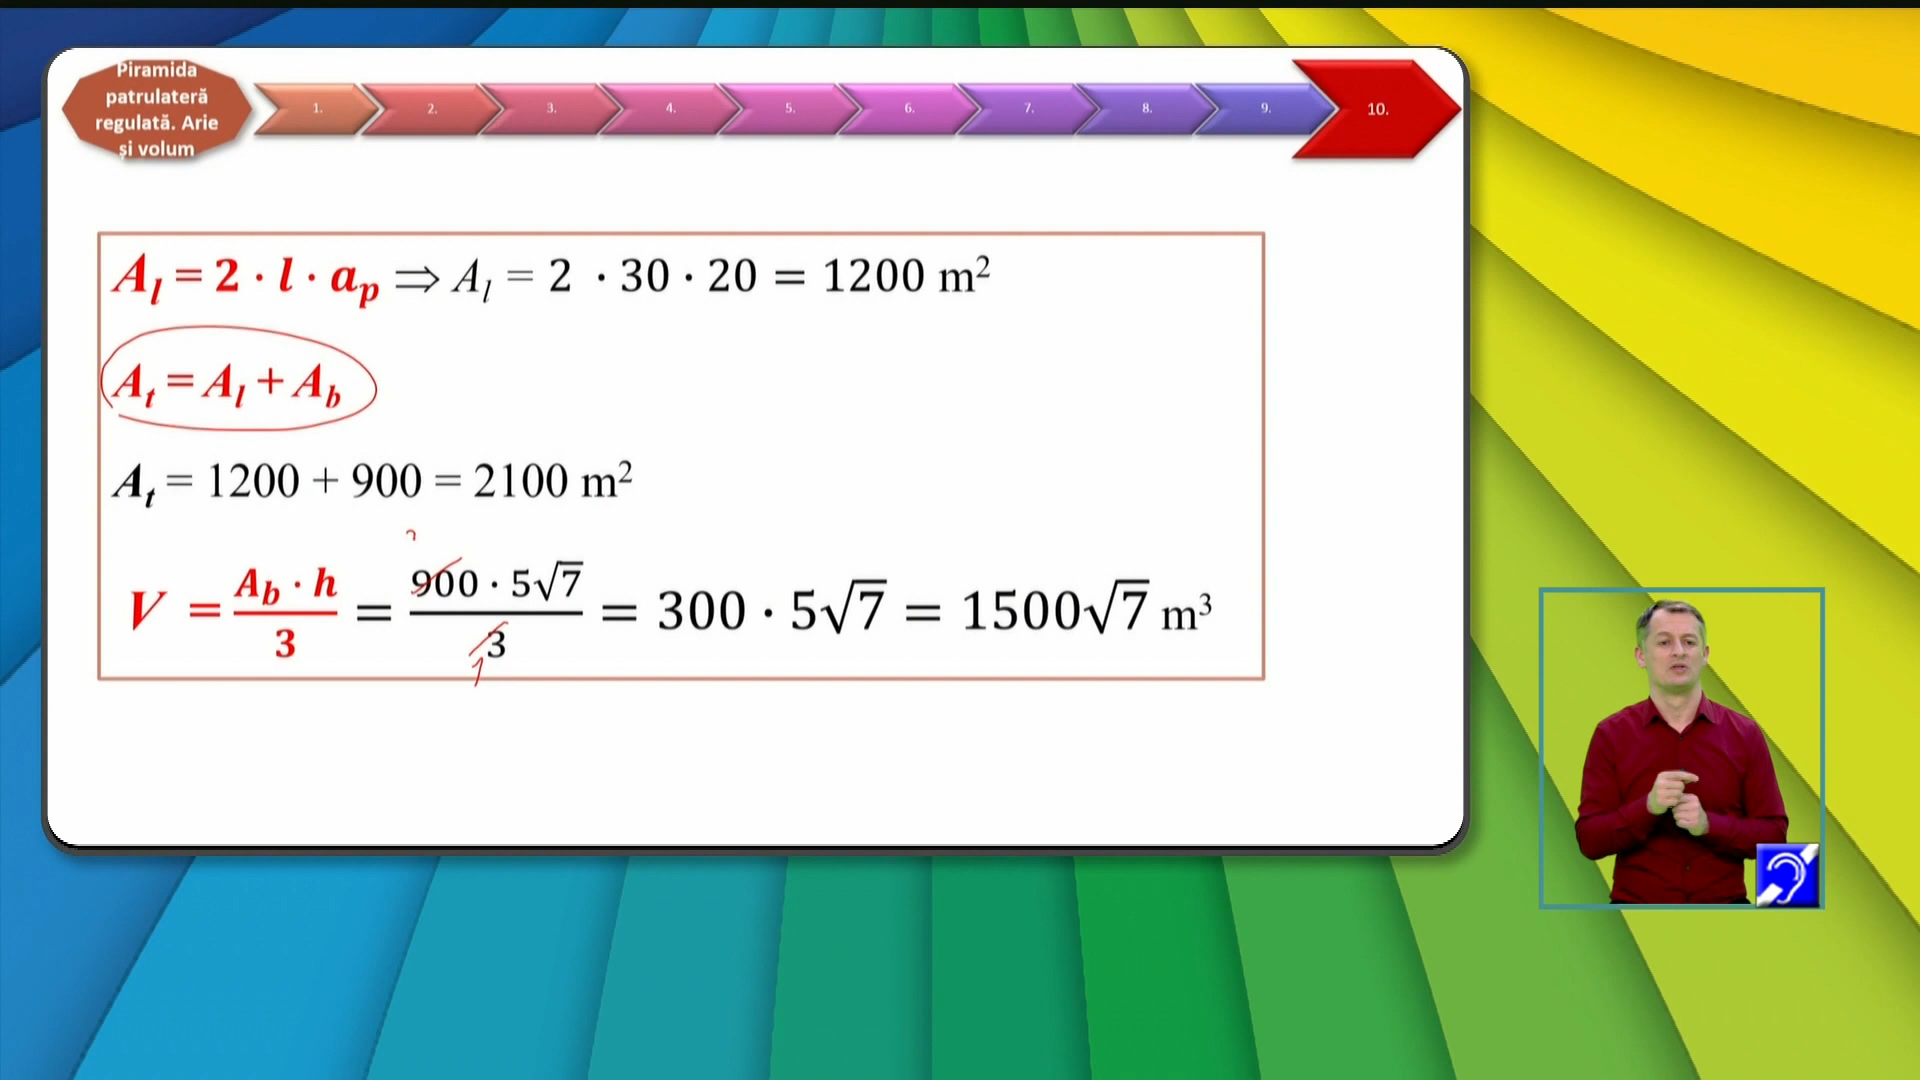 Piramida
patrulateră
regulată. Arie
și volum
1. 2. 3. 4. 5. 6. 7. 8. 9. 10.
A_l = 2 · l · a_p ⇒ A_l = 2 · 30 · 20 = 1200 m²
A_t = A_l + A_b
A_t = 1200 + 900 = 2100 m²
V = A_b · h / 3 = 900 · 5√7 / 3 = 300 · 5√7 = 1500√7 m³
1